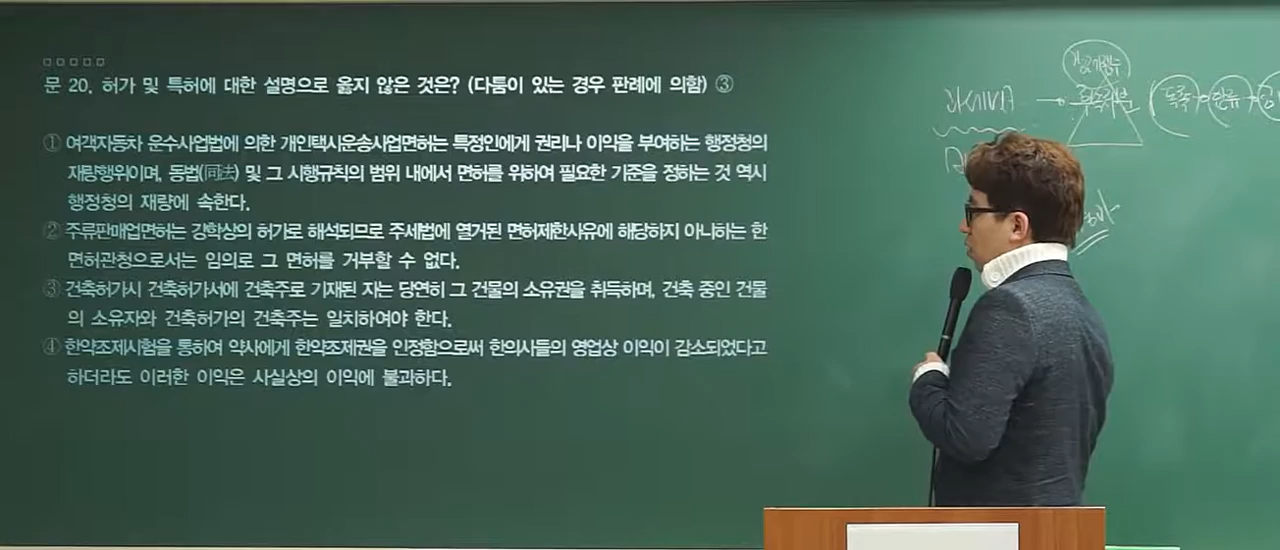 문 20. 허가 및 특허에 대한 설명으로 옳지 않은 것은? (다툼이 있는 경우 판례에 의함) ③
① 여객자동차 운수사업법에 의한 개인택시운송사업면허는 특정인에게 권리나 이익을 부여하는 행정청의
재량행위이며, 동법(同法) 및 그 시행규칙의 범위 내에서 면허를 위하여 필요한 기준을 정하는 것 역시
행정청의 재량에 속한다.
② 주류판매업면허는 강학상의 허가로 해석되므로 주세법에 열거된 면허제한사유에 해당하지 아니하는 한
면허관청으로서는 임의로 그 면허를 거부할 수 없다.
③ 건축허가시 건축허가서에 건축주로 기재된 자는 당연히 그 건물의 소유권을 취득하며, 건축 중인 건물
의 소유자와 건축허가의 건축주는 일치하여야 한다.
④ 한약조제시험을 통하여 약사에게 한약조제권을 인정함으로써 한의사들의 영업상 이익이 감소되었다고
하더라도 이러한 이익은 사실상의 이익에 불과하다.